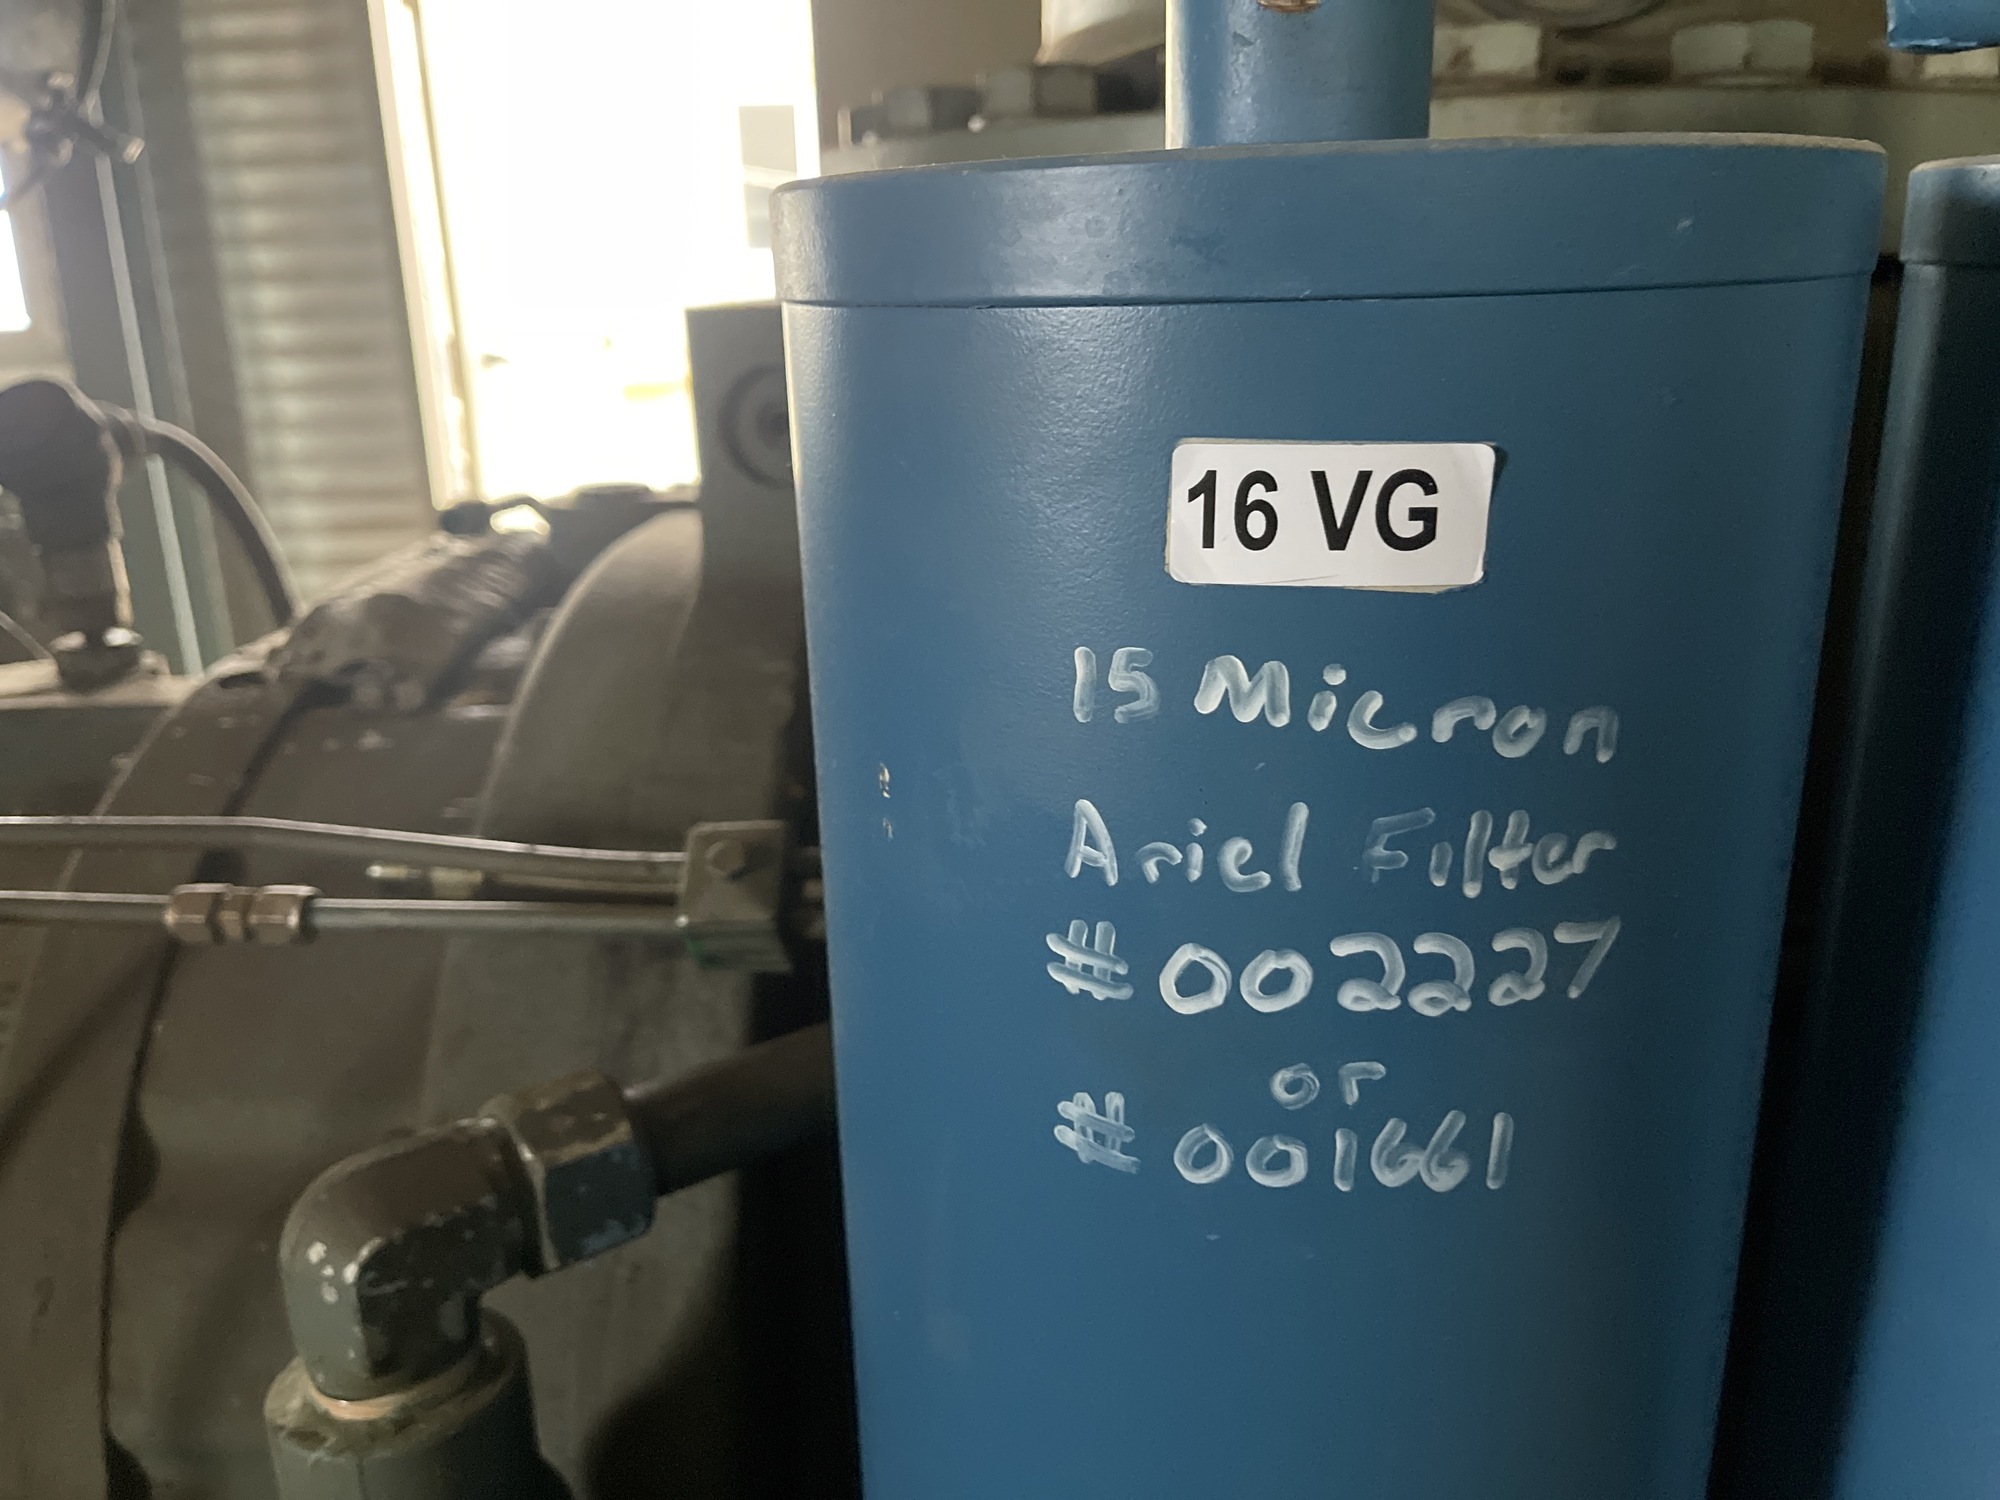 16 VG
15 Micron
Ariel Filter
#002227
or
#001661